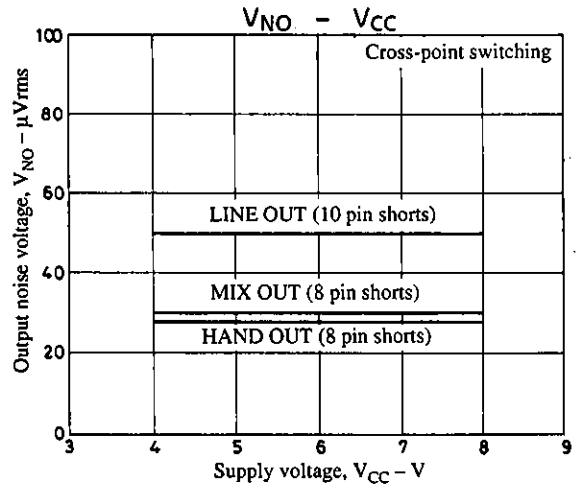 VNO – VCC
Cross-point switching
Output noise voltage, VNO – μVrms
100
80
60
50
40
20
0
LINE OUT (10 pin shorts)
MIX OUT (8 pin shorts)
HAND OUT (8 pin shorts)
3 4 5 6 7 8 9
Supply voltage, VCC – V